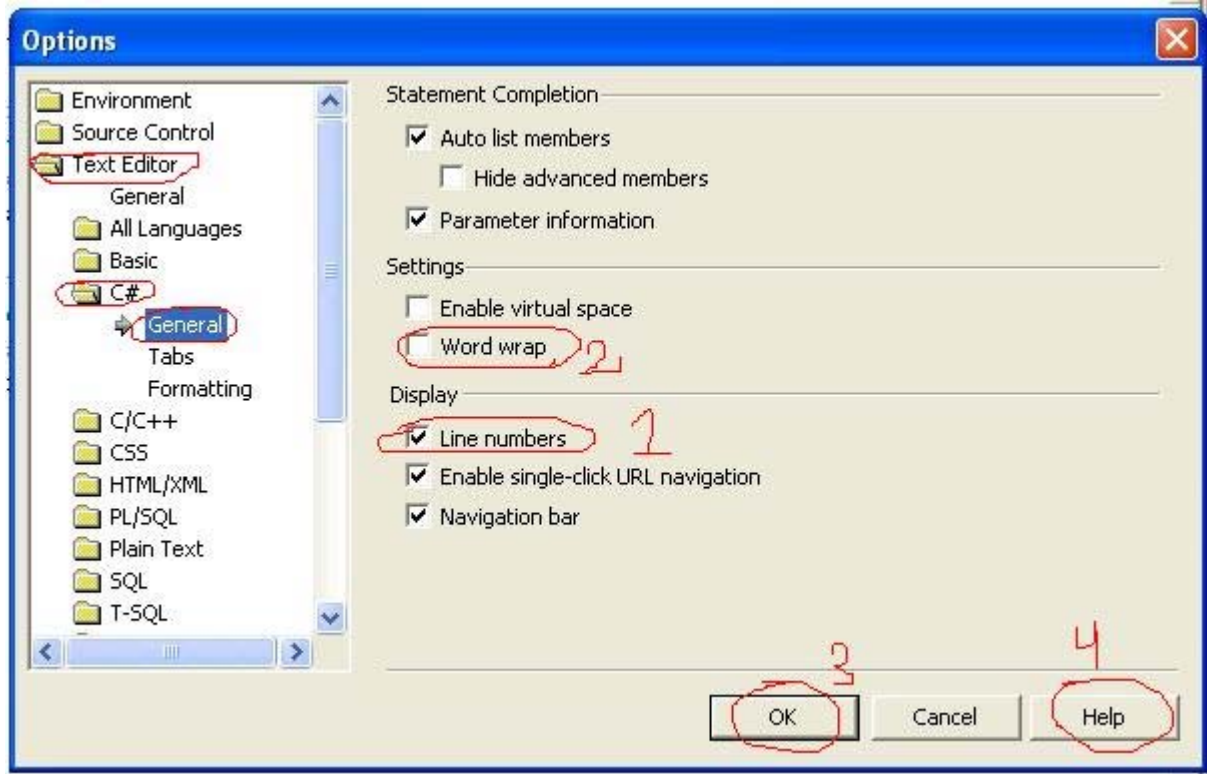 Options
Environment
Source Control
Text Editor
General
All Languages
Basic
C#
General
Tabs
Formatting
C/C++
CSS
HTML/XML
PL/SQL
Plain Text
SQL
T-SQL
Statement Completion
Auto list members
Hide advanced members
Parameter information
Settings
Enable virtual space
Word wrap 2
Display
Line numbers 1
Enable single-click URL navigation
Navigation bar
3 4
OK Cancel Help